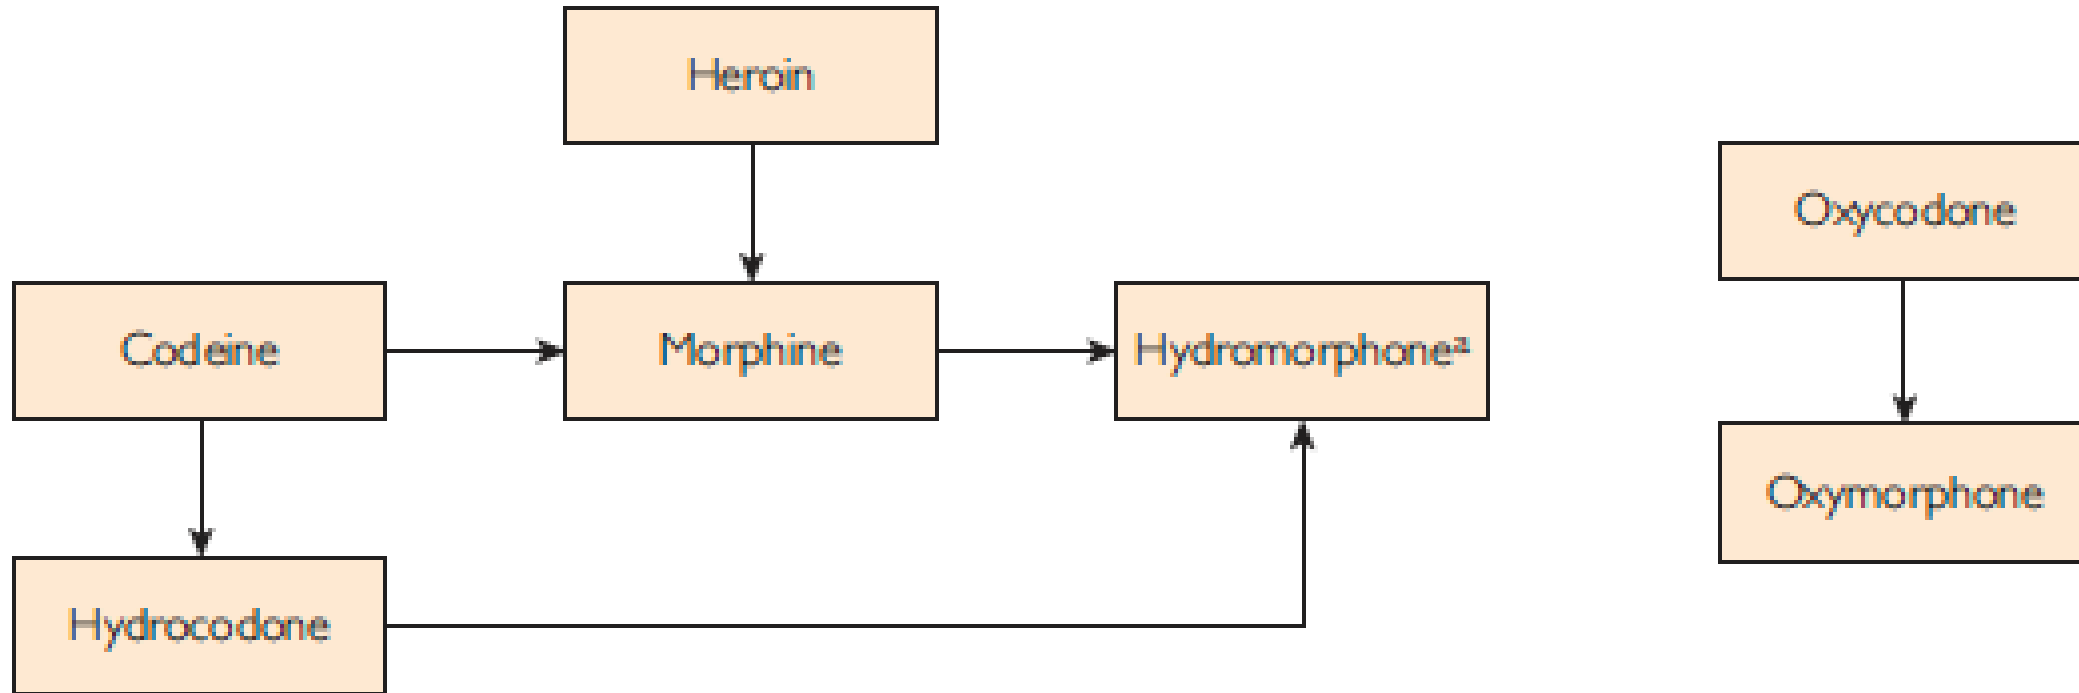 Heroin
Oxycodone
Codeine
Morphine
Hydromorphoneª
Oxymorphone
Hydrocodone